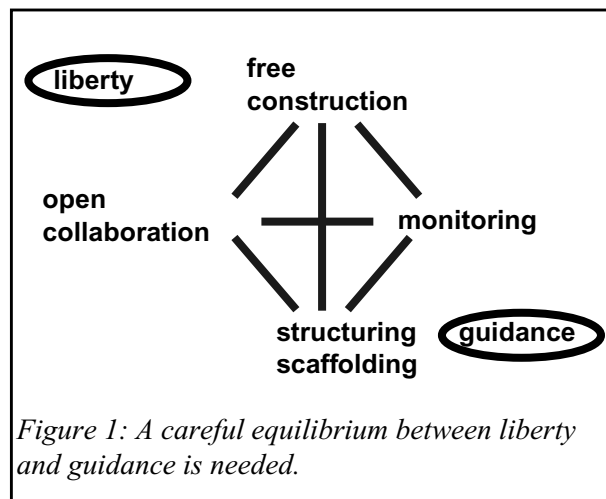 liberty
free
construction
open
collaboration
monitoring
structuring
scaffolding
guidance
Figure 1: A careful equilibrium between liberty
and guidance is needed.